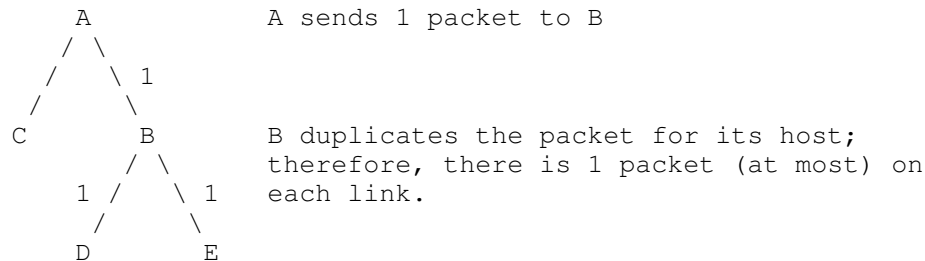 A A sends 1 packet to B
/ \
/ \ 1
/ \
C B B duplicates the packet for its host;
/ \ therefore, there is 1 packet (at most) on
1 / \ 1 each link.
/ \
D E